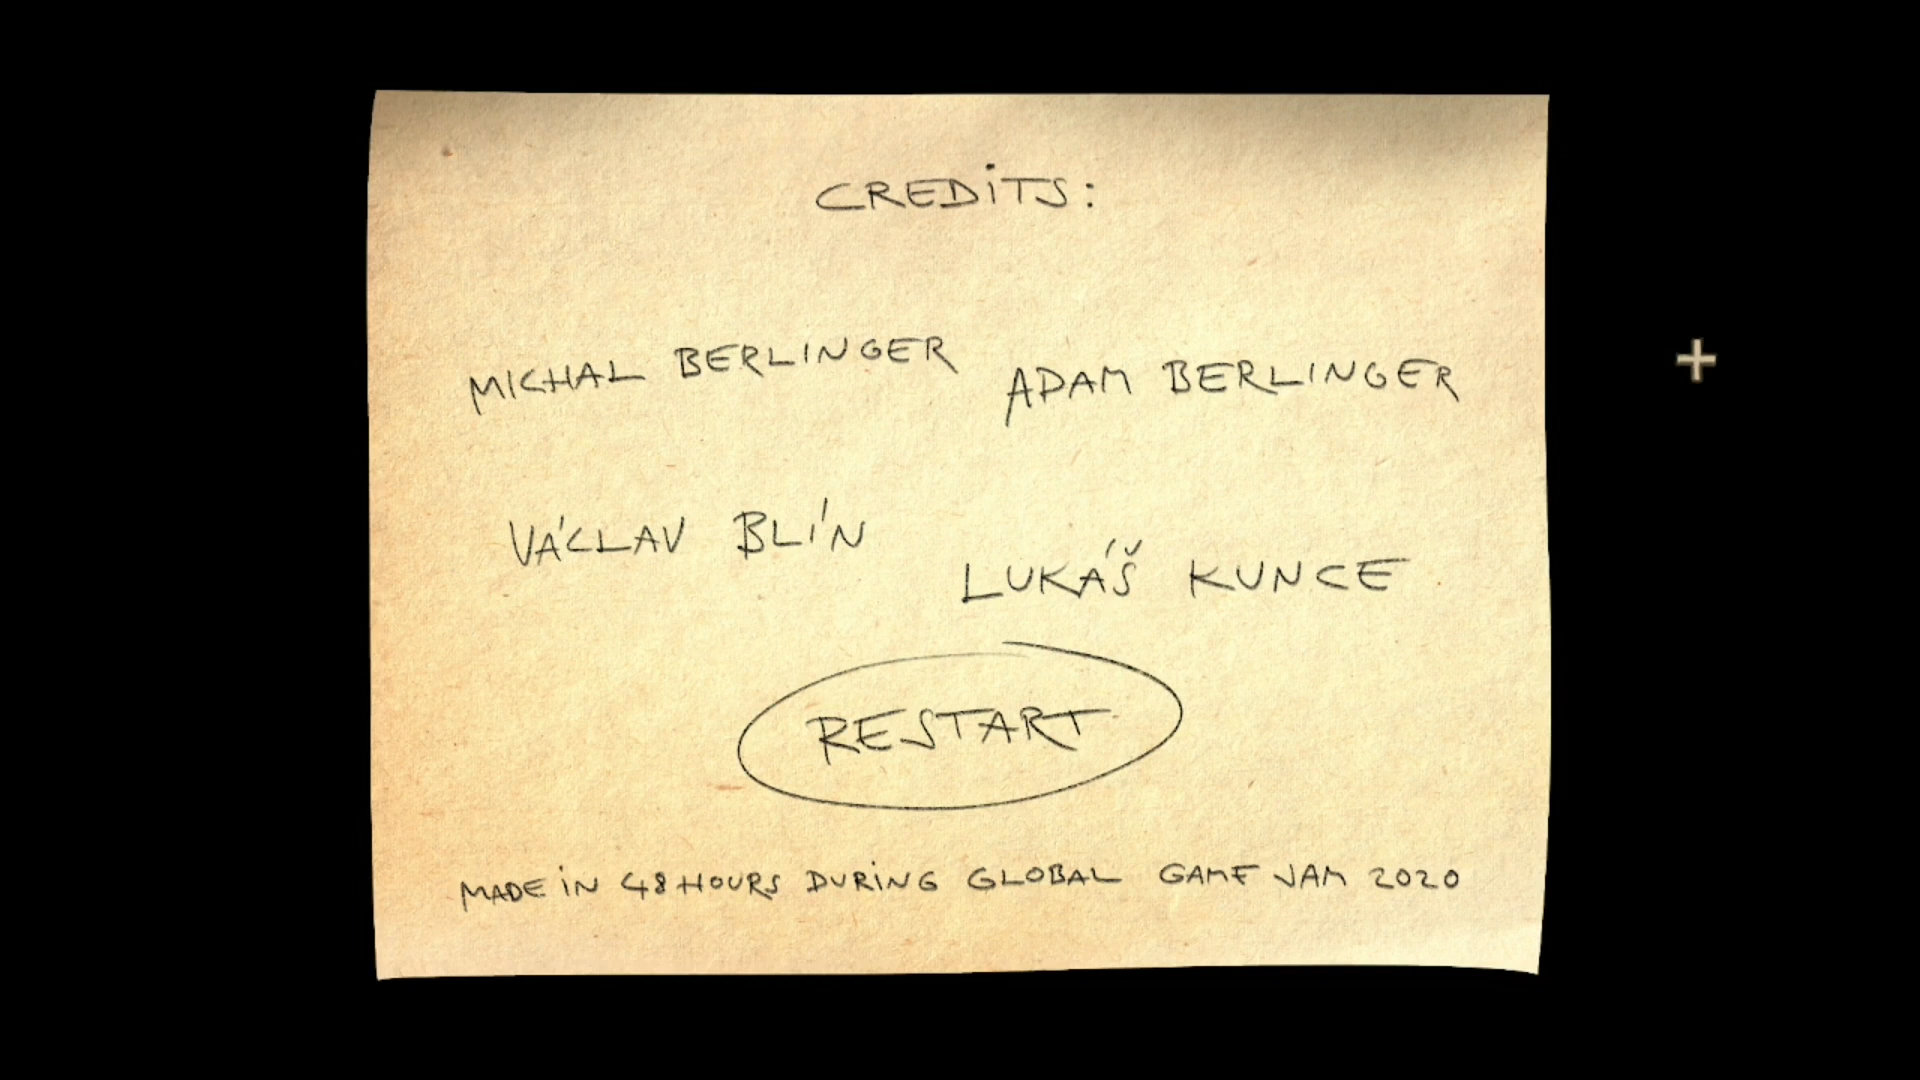 CREDiTS:
MICHAL BERLINGER
ADAM BERLINGER
VÁCLAV BLÍN
LUKÁŠ KUNCE
RESTART
MADE iN 48 HOURS DURiNG GLOBAL GAME JAM 2020